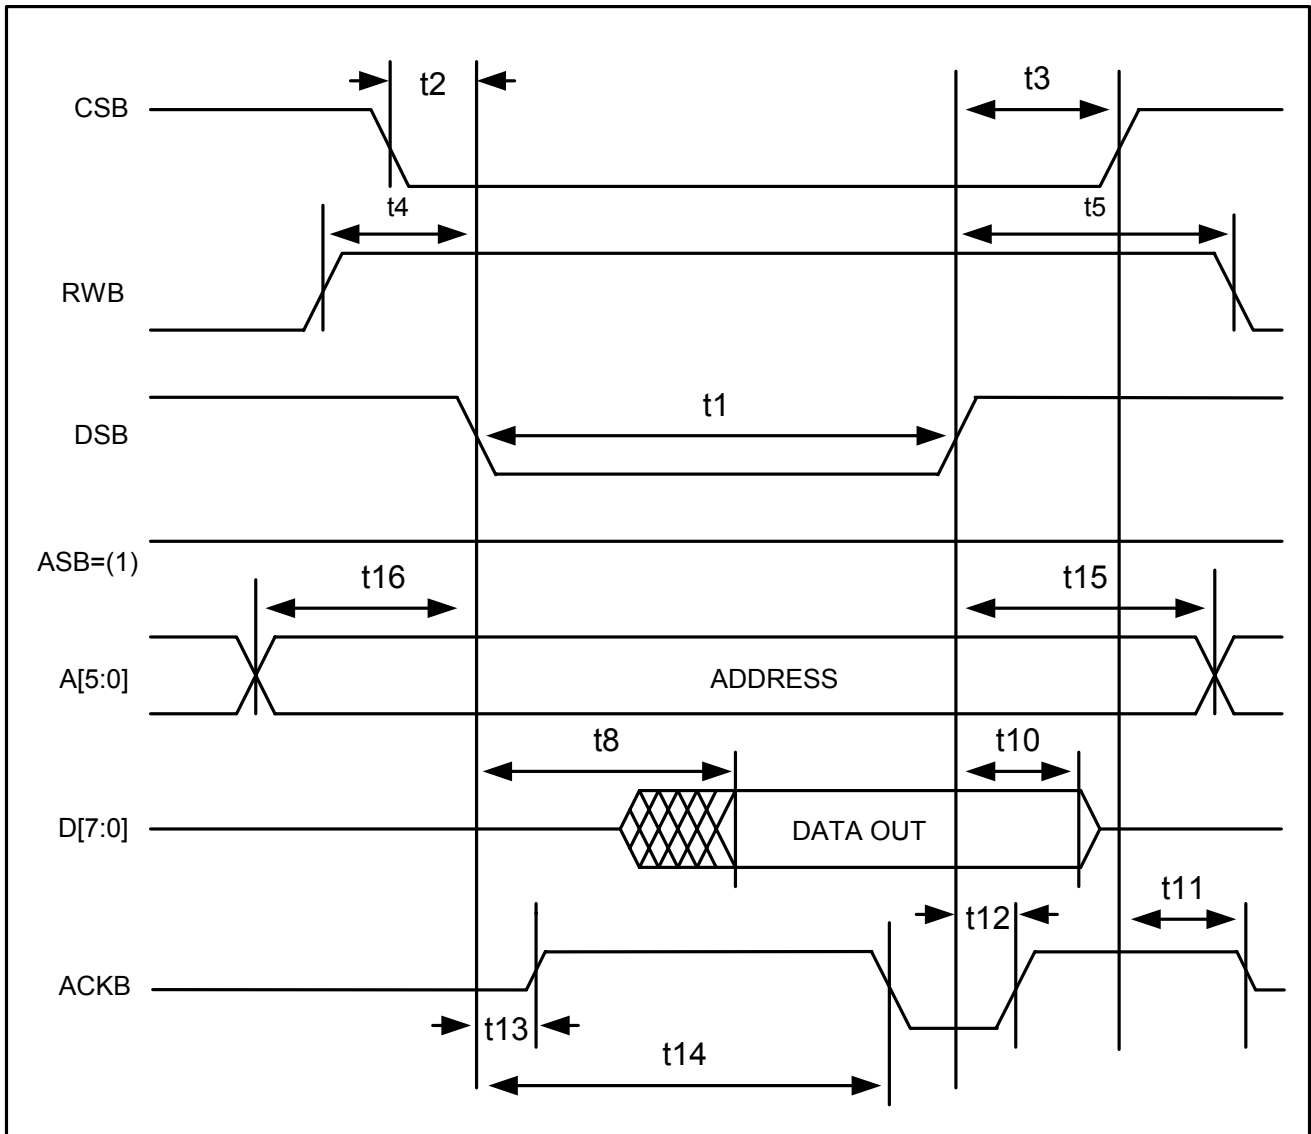 t2
t3
CSB
t4
t5
RWB
t1
DSB
ASB=(1)
t16
t15
A[5:0]
ADDRESS
t8
t10
D[7:0]
DATA OUT
t11
t12
ACKB
t13
t14